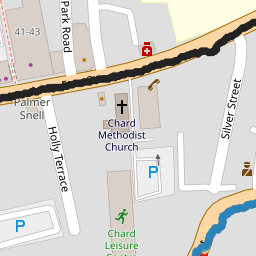 41-43
Park Road
Palmer
Snell
Chard
Methodist
Church
Silver Street
Holly Terrace
P
P
Chard
Leisure